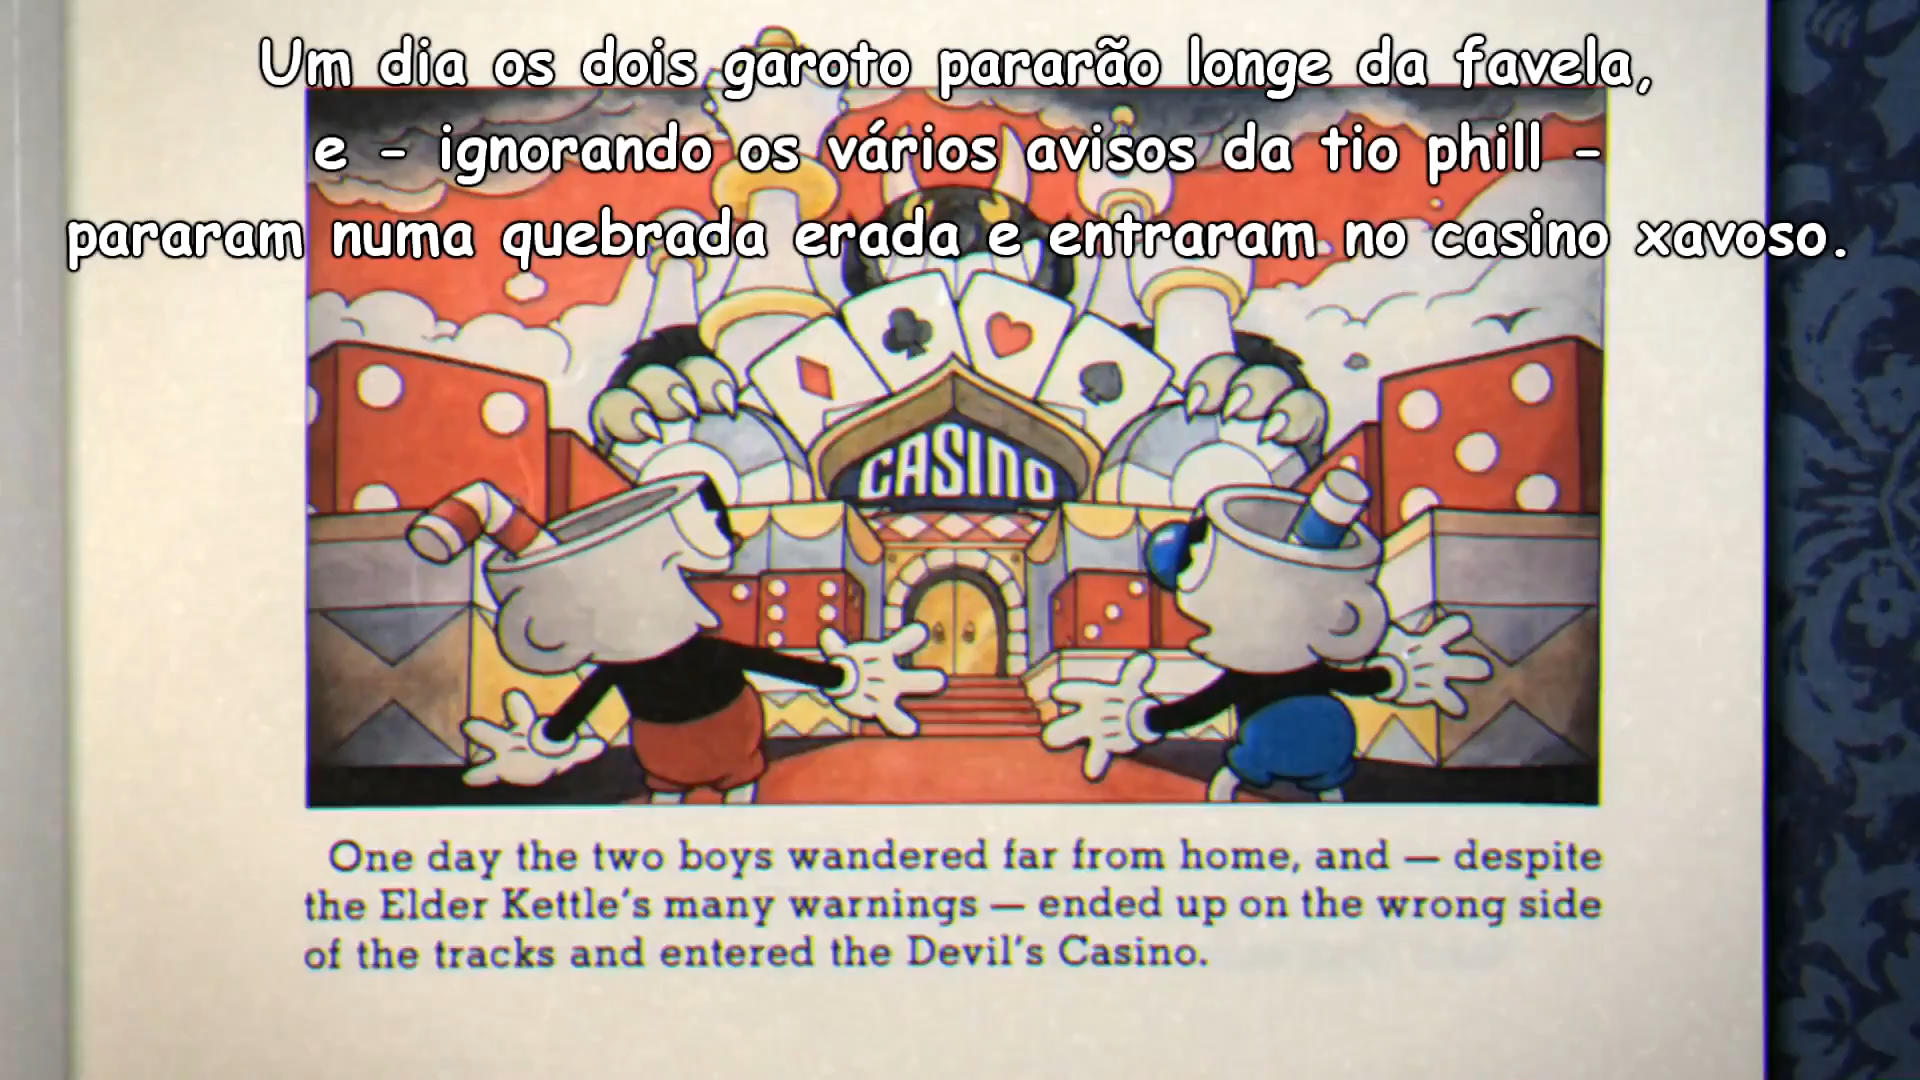 Um dia os dois garoto pararão longe da favela,
e - ignorando os vários avisos da tio phill -
pararam numa quebrada erada e entraram no casino xavoso.
CASINO
One day the two boys wandered far from home, and — despite
the Elder Kettle's many warnings — ended up on the wrong side
of the tracks and entered the Devil's Casino.